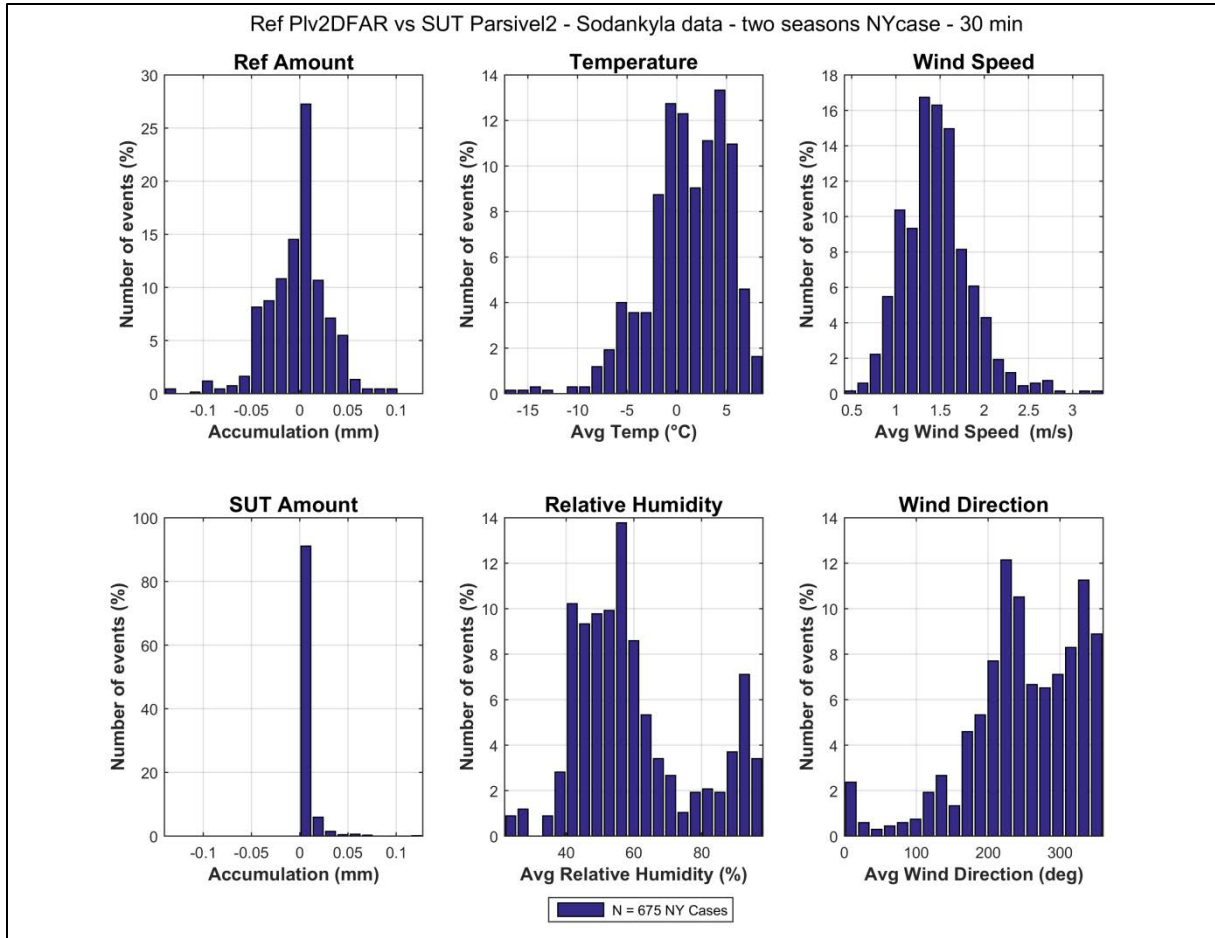 Ref Plv2DFAR vs SUT Parsivel2 - Sodankyla data - two seasons NYcase - 30 min
Ref Amount
30
25
20
15
10
5
0
Number of events (%)
-0.1 -0.05 0 0.05 0.1
Accumulation (mm)
Temperature
14
12
10
8
6
4
2
0
Number of events (%)
-15 -10 -5 0 5
Avg Temp (°C)
Wind Speed
18
16
14
12
10
8
6
4
2
0
Number of events (%)
0.5 1 1.5 2 2.5 3
Avg Wind Speed (m/s)
SUT Amount
100
80
60
40
20
0
Number of events (%)
-0.1 -0.05 0 0.05 0.1
Accumulation (mm)
Relative Humidity
14
12
10
8
6
4
2
0
Number of events (%)
40 60 80
Avg Relative Humidity (%)
Wind Direction
14
12
10
8
6
4
2
0
Number of events (%)
0 100 200 300
Avg Wind Direction (deg)
N = 675 NY Cases